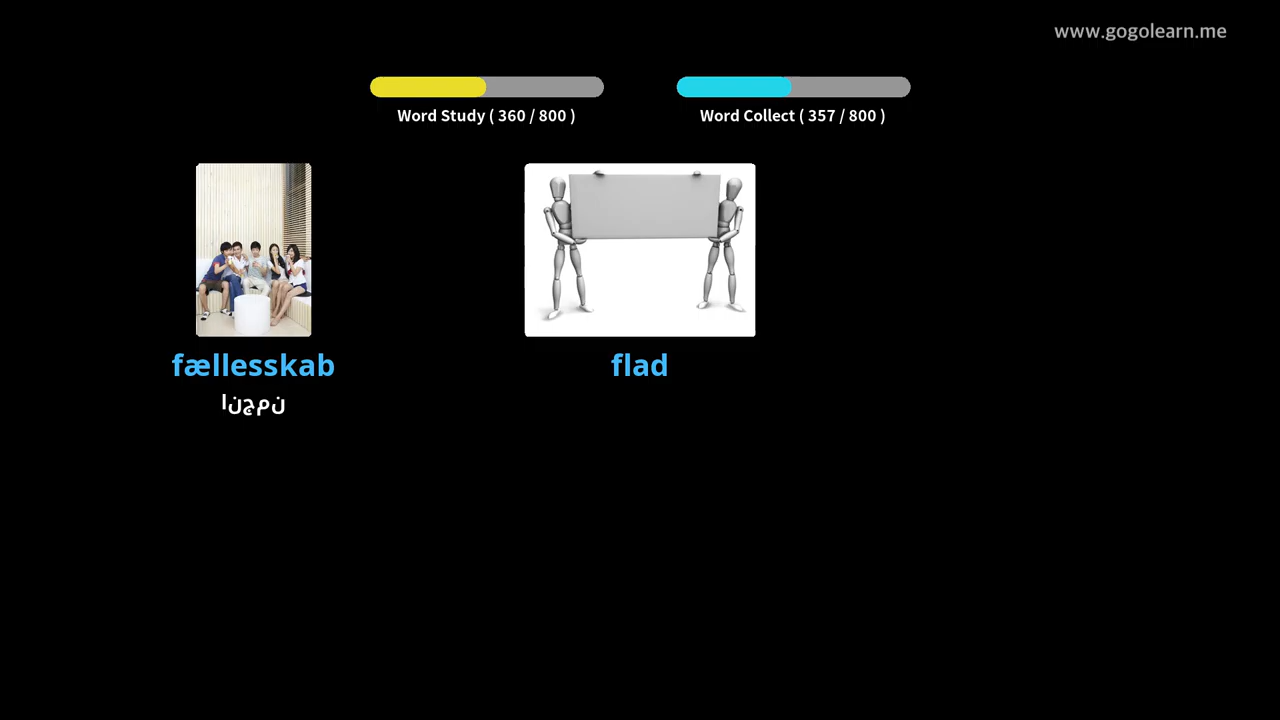 www.gogolearn.me
Word Study ( 360 / 800 )
Word Collect ( 357 / 800 )
fællesskab
انجمن
flad